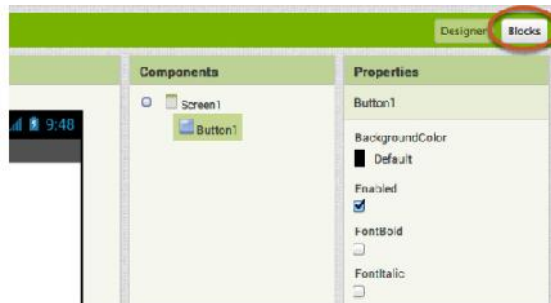 Designer Blocks
Components
Properties
Screen1
Button1
Button1
BackgroundColor
Default
Enabled
FontBold
FontItalic
9:48